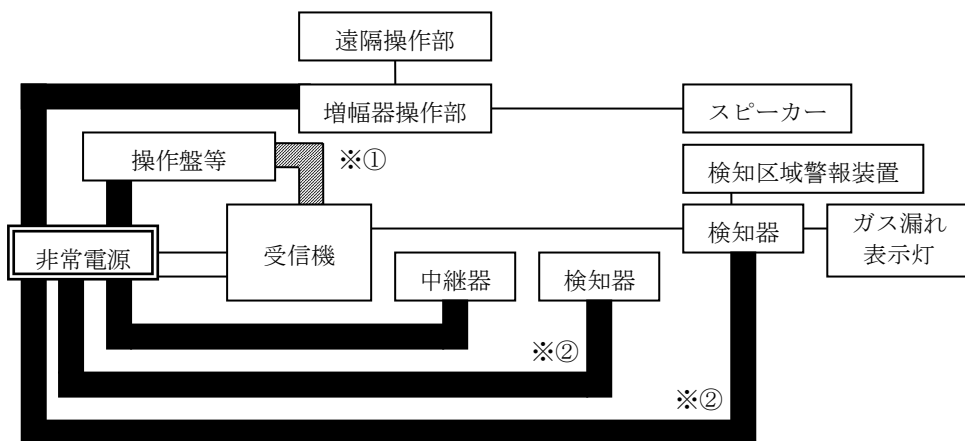 遠隔操作部
増幅器操作部
スピーカー
操作盤等
※①
検知区域警報装置
非常電源
受信機
検知器
ガス漏れ
表示灯
中継器
検知器
※②
※②